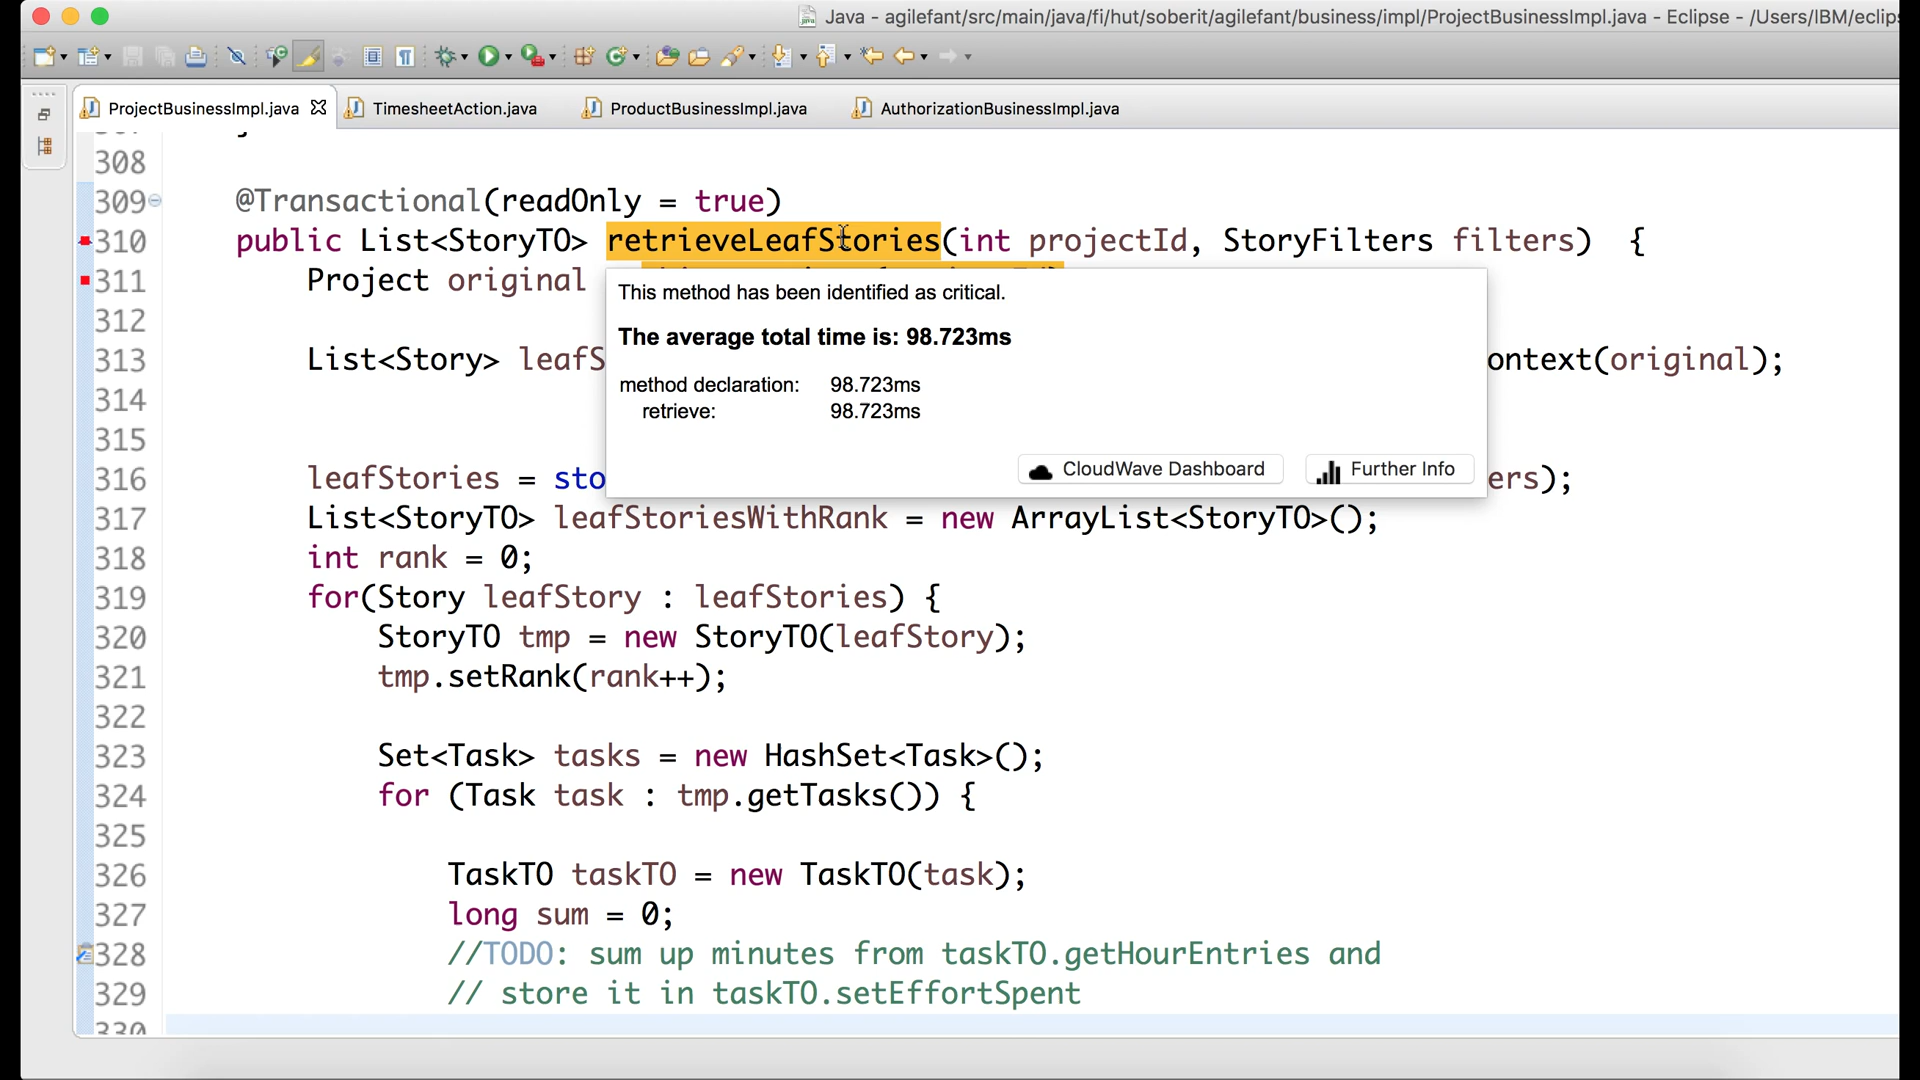 Java - agilefant/src/main/java/fi/hut/soberit/agilefant/business/impl/ProjectBusinessImpl.java - Eclipse - /Users/IBM/eclips
ProjectBusinessImpl.java
TimesheetAction.java
ProductBusinessImpl.java
AuthorizationBusinessImpl.java
308
309 @Transactional(readOnly = true)
310 public List<StoryTO> retrieveLeafStories(int projectId, StoryFilters filters) {
311 Project original
This method has been identified as critical.
312
The average total time is: 98.723ms
313 List<Story> leafS ontext(original);
method declaration: 98.723ms
314
retrieve: 98.723ms
315
CloudWave Dashboard Further Info
316 leafStories = sto ers);
317 List<StoryTO> leafStoriesWithRank = new ArrayList<StoryTO>();
318 int rank = 0;
319 for(Story leafStory : leafStories) {
320 StoryTO tmp = new StoryTO(leafStory);
321 tmp.setRank(rank++);
322
323 Set<Task> tasks = new HashSet<Task>();
324 for (Task task : tmp.getTasks()) {
325
326 TaskTO taskTO = new TaskTO(task);
327 long sum = 0;
328 //TODO: sum up minutes from taskTO.getHourEntries and
329 // store it in taskTO.setEffortSpent
330